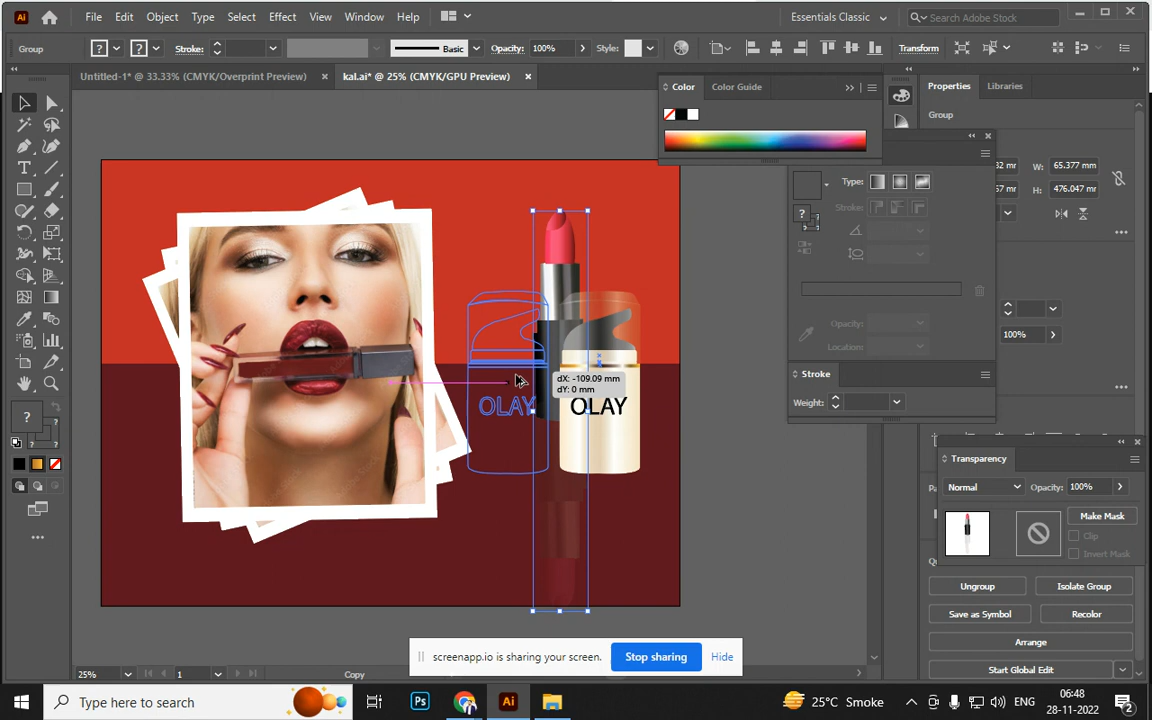 Ai File Edit Object Type Select Effect View Window Help Essentials Classic Search Adobe Stock
Group ? ? Stroke: Basic Opacity: 100% Style: Transform
Untitled-1* @ 33.33% (CMYK/Overprint Preview) × kal.ai* @ 25% (CMYK/GPU Preview) ×
Color Color Guide
Properties Libraries
Group
W: 65.377 mm
H: 476.047 mm
Type:
Stroke:
Opacity:
Location:
100%
Stroke
Weight:
dX: -109.09 mm
dY: 0 mm
OLAY OLAY
Transparency
Normal Opacity: 100%
Make Mask
Clip
Invert Mask
Ungroup Isolate Group
Save as Symbol Recolor
Arrange
Start Global Edit
screenapp.io is sharing your screen. Stop sharing Hide
25% 1 Copy
Type here to search
Ps Ai
25°C Smoke
ENG
06:48
28-11-2022
2